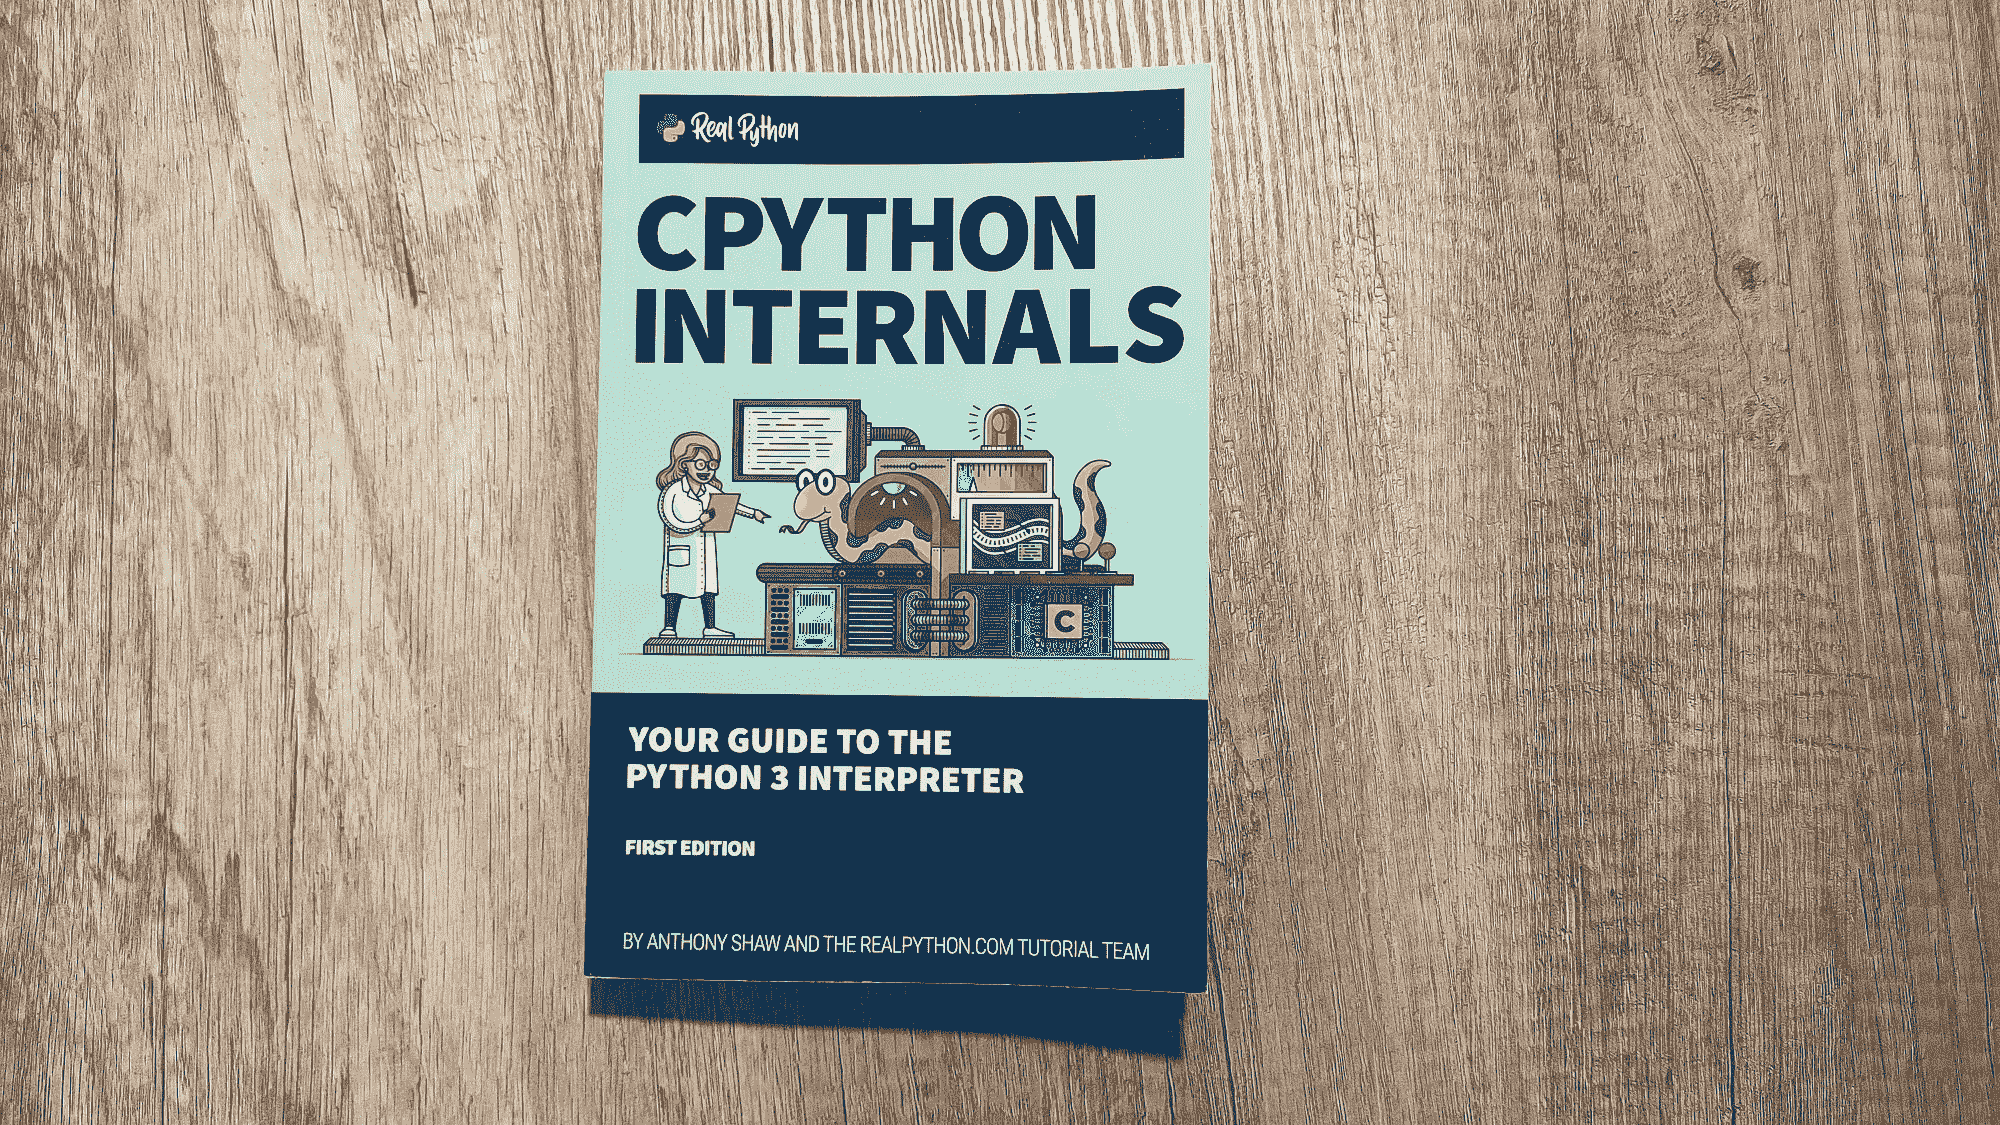 Real Python
CPYTHON
INTERNALS
C
YOUR GUIDE TO THE
PYTHON 3 INTERPRETER
FIRST EDITION
BY ANTHONY SHAW AND THE REALPYTHON.COM TUTORIAL TEAM